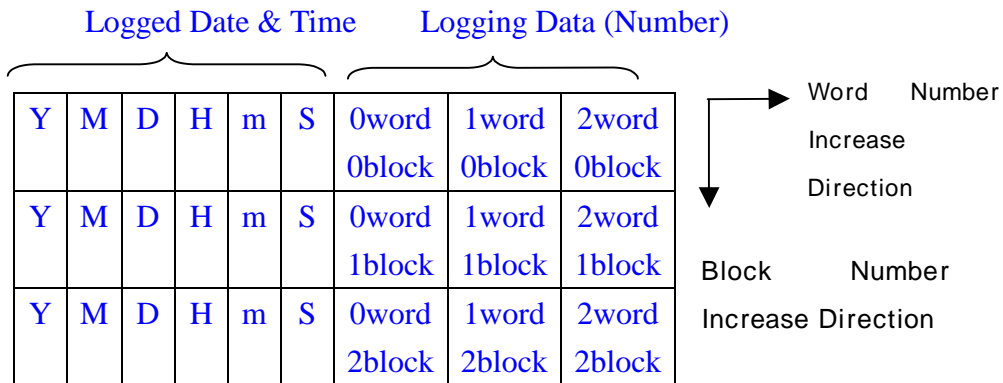 Logged Date & Time Logging Data (Number)
Y M D H m S 0word 1word 2word
0block 0block 0block
Y M D H m S 0word 1word 2word
1block 1block 1block
Y M D H m S 0word 1word 2word
2block 2block 2block
Word Number
Increase
Direction
Block Number
Increase Direction